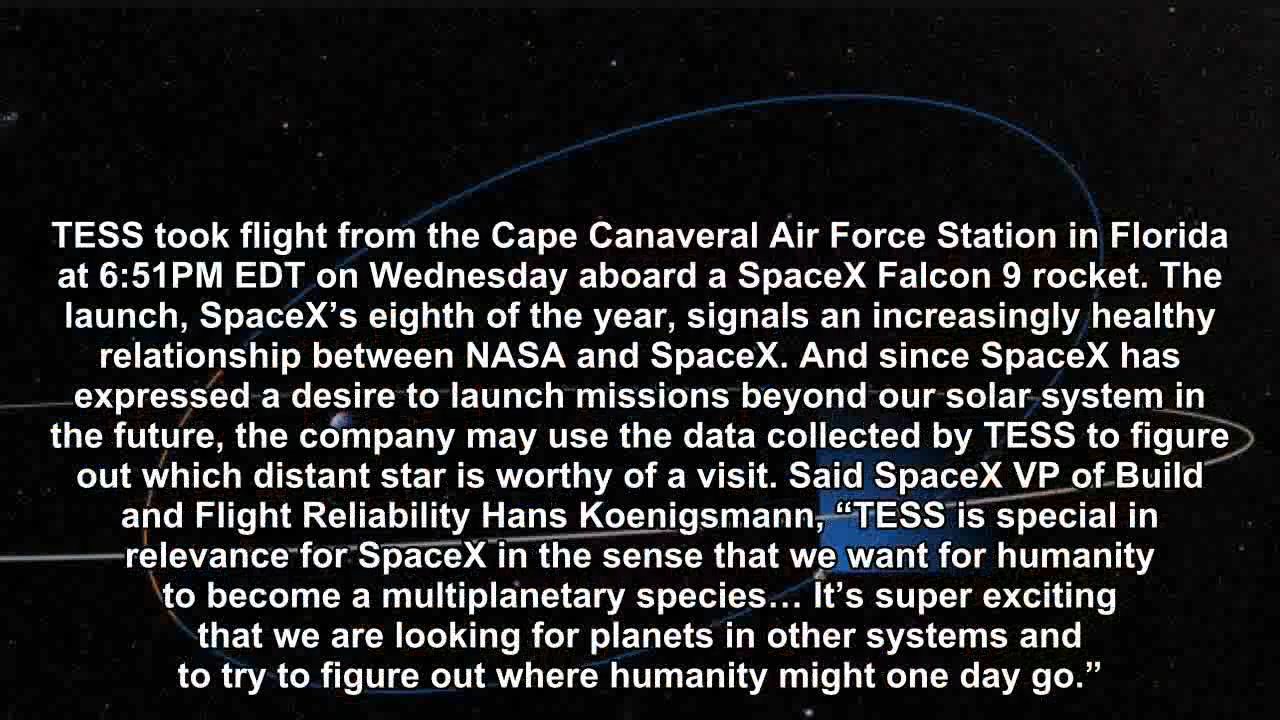 TESS took flight from the Cape Canaveral Air Force Station in Florida
at 6:51PM EDT on Wednesday aboard a SpaceX Falcon 9 rocket. The
launch, SpaceX’s eighth of the year, signals an increasingly healthy
relationship between NASA and SpaceX. And since SpaceX has
expressed a desire to launch missions beyond our solar system in
the future, the company may use the data collected by TESS to figure
out which distant star is worthy of a visit. Said SpaceX VP of Build
and Flight Reliability Hans Koenigsmann, “TESS is special in
relevance for SpaceX in the sense that we want for humanity
to become a multiplanetary species… It’s super exciting
that we are looking for planets in other systems and
to try to figure out where humanity might one day go.”